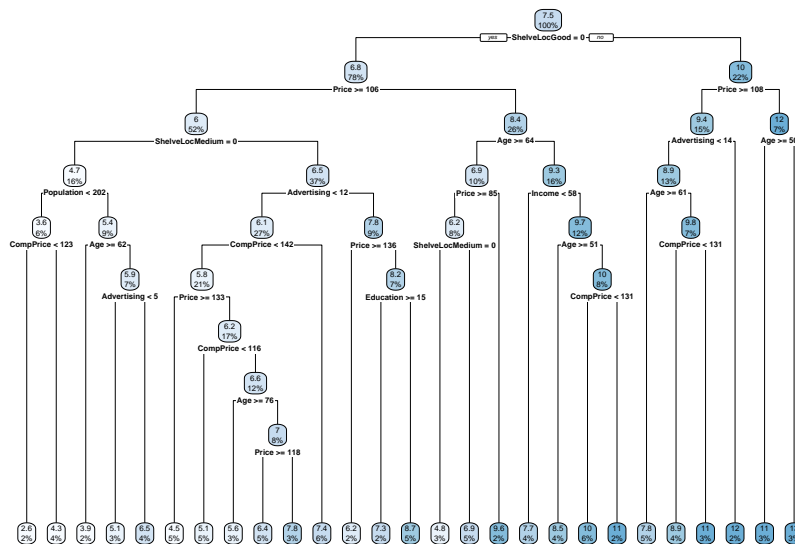 7.5
100%
yes ShelveLocGood = 0 no
6.8
78%
10
22%
Price >= 106
Price >= 108
6
52%
8.4
26%
9.4
15%
12
7%
ShelveLocMedium = 0
Age >= 64
Advertising < 14
4.7
16%
6.5
37%
6.9
10%
9.3
16%
8.9
13%
Population < 202
Advertising < 12
Price >= 85
Income < 58
Age >= 61
3.6
6%
5.4
9%
6.1
27%
7.8
9%
6.2
8%
9.7
12%
9.8
7%
CompPrice < 123
Age >= 62
CompPrice < 142
Price >= 136
ShelveLocMedium = 0
Age >= 51
CompPrice < 131
5.9
7%
5.8
21%
8.2
7%
10
8%
Advertising < 5
Price >= 133
Education >= 15
CompPrice < 131
6.2
17%
CompPrice < 116
6.6
12%
Age >= 76
7
8%
Price >= 118
2.6 4.3 3.9 5.1 6.5 4.5 5.1 5.6 6.4 7.8 7.4 6.2 7.3 8.7 4.8 6.9 9.6 7.7 8.5 10 11 7.8 8.9 11 12 11
2% 4% 2% 3% 4% 5% 5% 3% 5% 3% 6% 2% 2% 5% 3% 5% 2% 4% 4% 6% 2% 5% 4% 3% 2% 3%